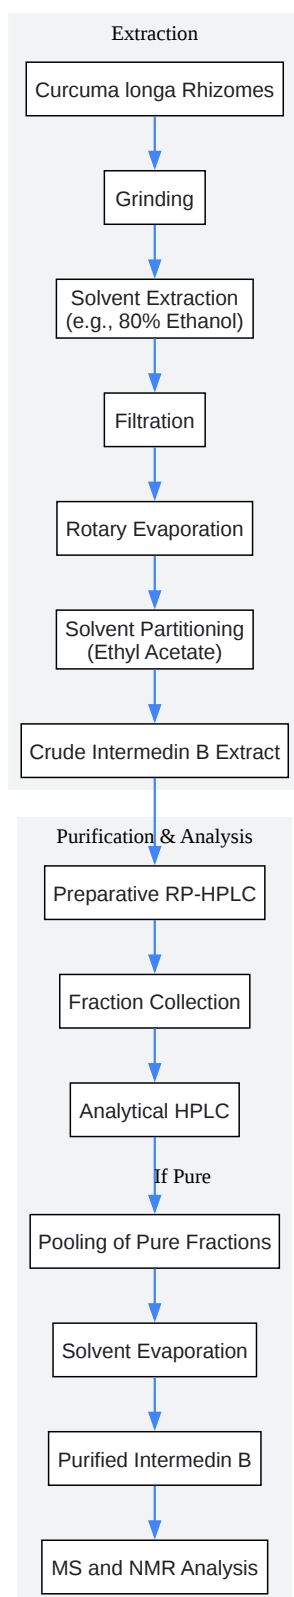 Extraction
Curcuma longa Rhizomes
Grinding
Solvent Extraction
(e.g., 80% Ethanol)
Filtration
Rotary Evaporation
Solvent Partitioning
(Ethyl Acetate)
Crude Intermedin B Extract
Purification & Analysis
Preparative RP-HPLC
Fraction Collection
Analytical HPLC
If Pure
Pooling of Pure Fractions
Solvent Evaporation
Purified Intermedin B
MS and NMR Analysis